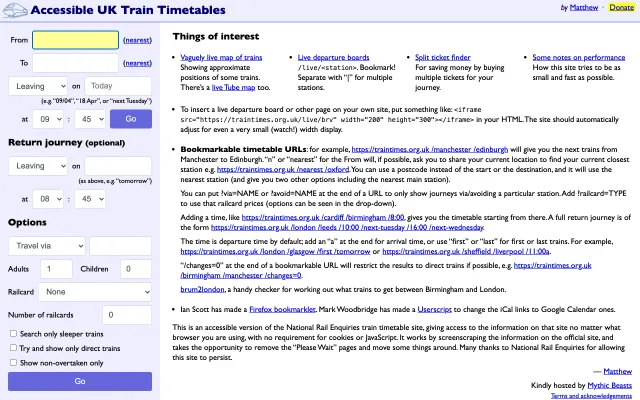 Accessible UK Train Timetables
by Matthew · Donate
From (nearest)
To (nearest)
Leaving on Today
(e.g. "09/04", "18 Apr", or "next Tuesday")
at 09 : 45 Go
Return journey (optional)
Leaving on
(as above, e.g. "tomorrow")
at 08 : 45
Options
Travel via
Adults 1 Children 0
Railcard None
Number of railcards 0
Search only sleeper trains
Try and show only direct trains
Show non-overtaken only
Go
Things of interest
• Vaguely live map of trains
Showing approximate
positions of some trains.
There's a live Tube map too.
• Live departure boards
/live/<station>. Bookmark!
Separate with "|" for multiple
stations.
• Split ticket finder
For saving money by buying
multiple tickets for your
journey.
• Some notes on performance
How this site tries to be as
small and fast as possible.
• To insert a live departure board or other page on your own site, put something like: <iframe
src="https://traintimes.org.uk/live/brv" width="200" height="300"></iframe> in your HTML. The site should automatically
adjust for even a very small (watch!) width display.
• Bookmarkable timetable URLs: for example, https://traintimes.org.uk /manchester /edinburgh will give you the next trains from
Manchester to Edinburgh. "n" or "nearest" for the From will, if possible, ask you to share your current location to find your current closest
station e.g. https://traintimes.org.uk /nearest /oxford. You can use a postcode instead of the start or the destination, and it will use the
nearest station (and give you two other options including the nearest main station).
You can put ?via=NAME or ?avoid=NAME at the end of a URL to only show journeys via/avoiding a particular station. Add ?railcard=TYPE
to use that railcard prices (options can be seen in the drop-down).
Adding a time, like https://traintimes.org.uk /cardiff /birmingham /8:00, gives you the timetable starting from there. A full return journey is of
the form https://traintimes.org.uk /london /leeds /10:00 /next-tuesday /16:00 /next-wednesday.
The time is departure time by default; add an "a" at the end for arrival time, or use "first" or "last" for first or last trains. For example,
https://traintimes.org.uk /london /glasgow /first /tomorrow or https://traintimes.org.uk /sheffield /liverpool /11:00a.
"/changes=0" at the end of a bookmarkable URL will restrict the results to direct trains if possible, e.g. https://traintimes.org.uk
/birmingham /manchester /changes=0.
brum2london, a handy checker for working out what trains to get between Birmingham and London.
• Ian Scott has made a Firefox bookmarklet. Mark Woodbridge has made a Userscript to change the iCal links to Google Calendar ones.
This is an accessible version of the National Rail Enquiries train timetable site, giving access to the information on that site no matter what
browser you are using, with no requirement for cookies or JavaScript. It works by screenscraping the information on the official site, and
takes the opportunity to remove the "Please Wait" pages and move some things around. Many thanks to National Rail Enquiries for allowing
this site to persist.
— Matthew
Kindly hosted by Mythic Beasts
Terms and acknowledgements